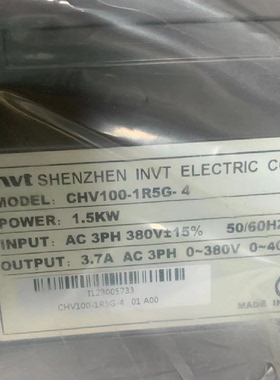 invt SHENZHEN INVT ELECTRIC CO
MODEL: CHV100-1R5G-4
POWER: 1.5KW
INPUT: AC 3PH 380V±15% 50/60HZ
OUTPUT: 3.7A AC 3PH 0~380V 0~40
CHV100-1R5G-4 01 A00
MADE IN